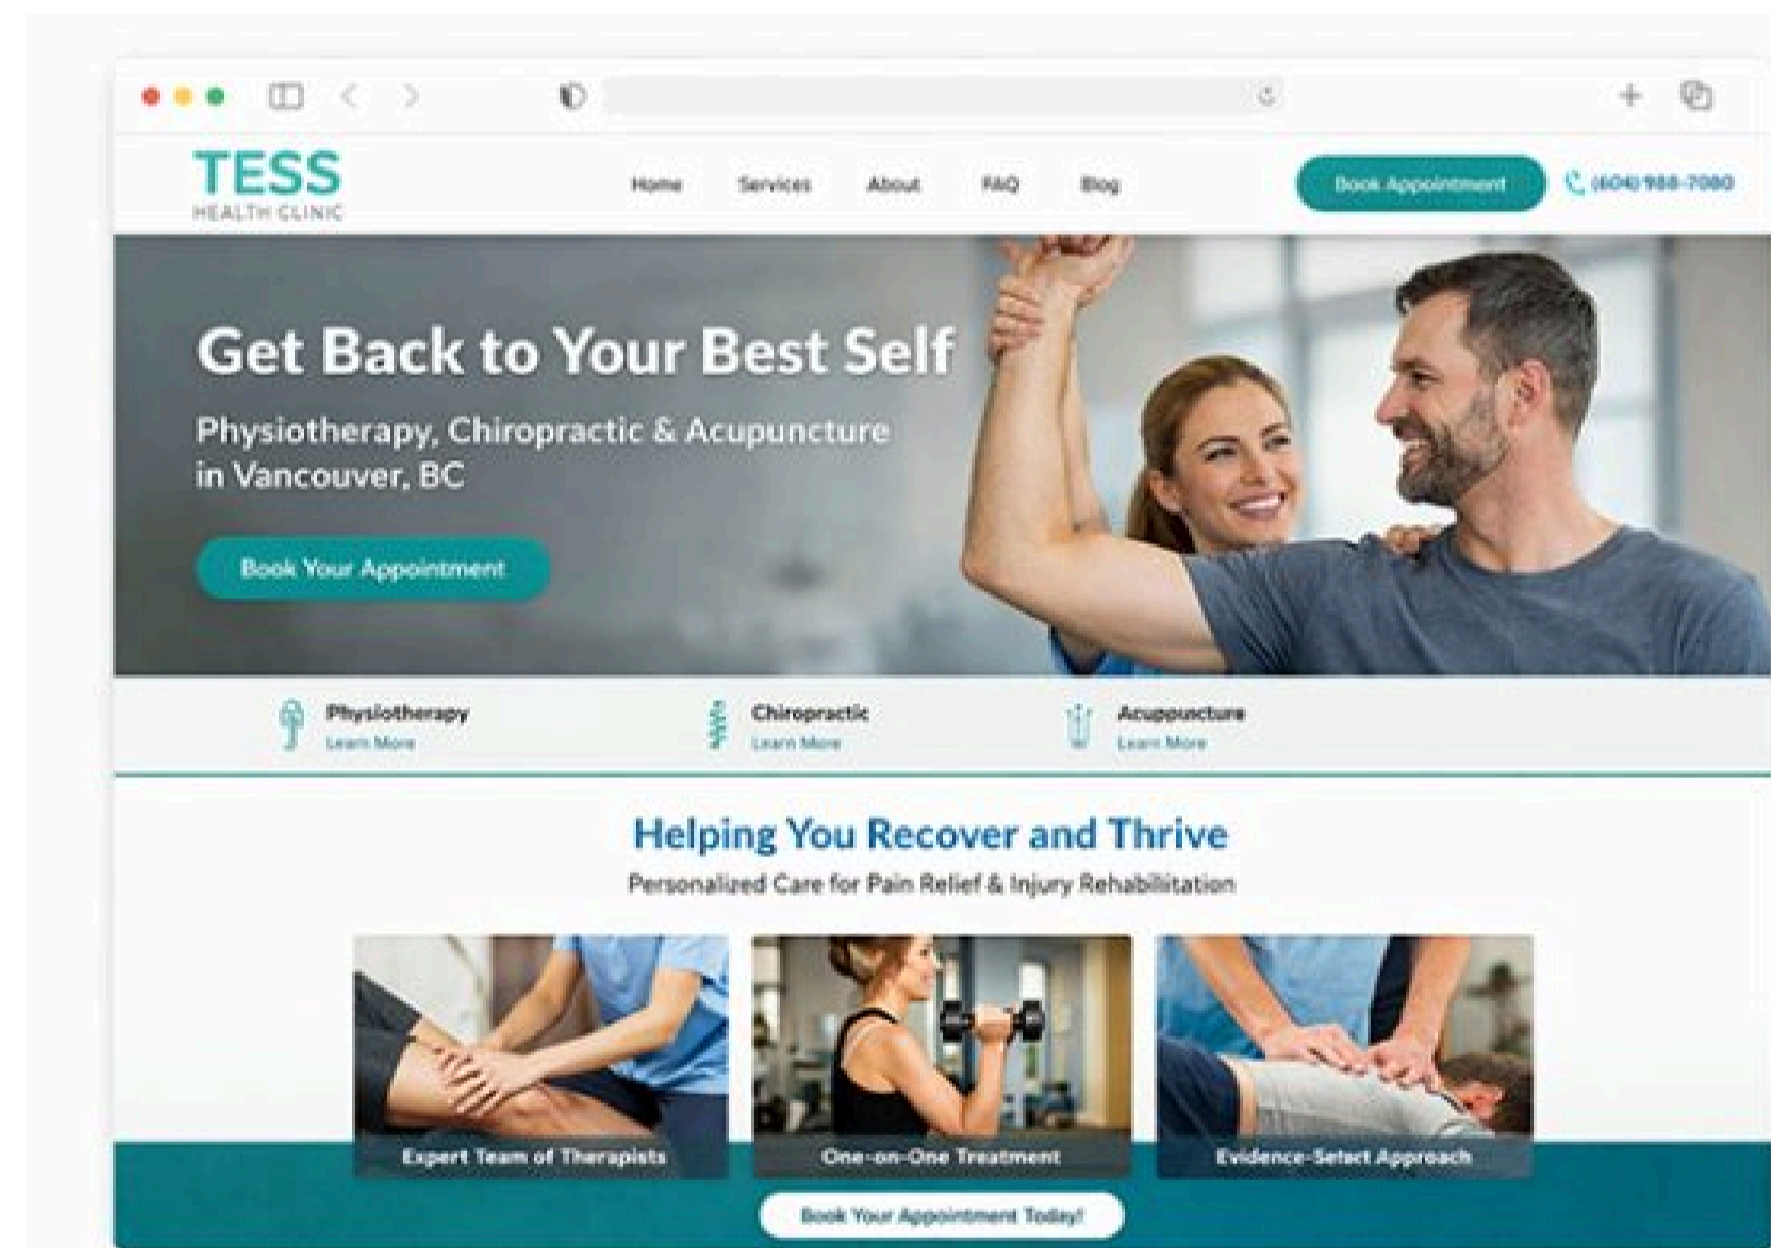 TESS
HEALTH CLINIC
Home Services About FAQ Blog
Book Appointment
(604) 988-7080
Get Back to Your Best Self
Physiotherapy, Chiropractic & Acupuncture
in Vancouver, BC
Book Your Appointment
Physiotherapy
Learn More
Chiropractic
Learn More
Acuppuncture
Learn More
Helping You Recover and Thrive
Personalized Care for Pain Relief & Injury Rehabiliitation
Expert Team of Therapists
One-on-One Treatment
Evidence- Approach
Book Your Appointment Today!